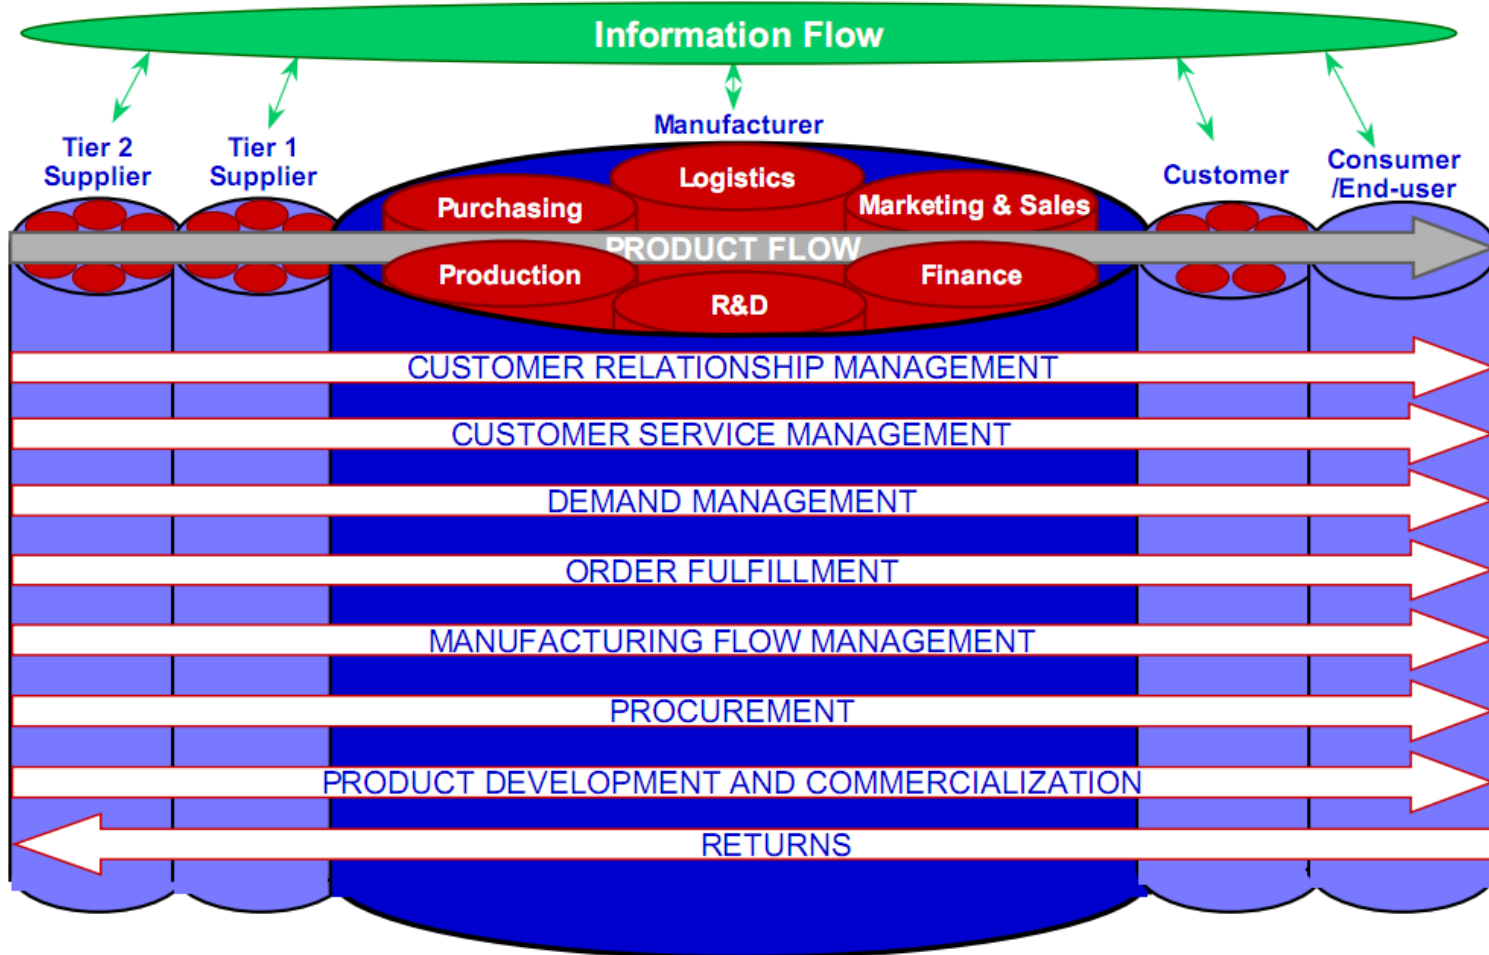 Information Flow
Manufacturer
Tier 2
Supplier
Tier 1
Supplier
Customer
Consumer
/End-user
Logistics
Purchasing
Marketing & Sales
PRODUCT FLOW
Production
Finance
R&D
CUSTOMER RELATIONSHIP MANAGEMENT
CUSTOMER SERVICE MANAGEMENT
DEMAND MANAGEMENT
ORDER FULFILLMENT
MANUFACTURING FLOW MANAGEMENT
PROCUREMENT
PRODUCT DEVELOPMENT AND COMMERCIALIZATION
RETURNS